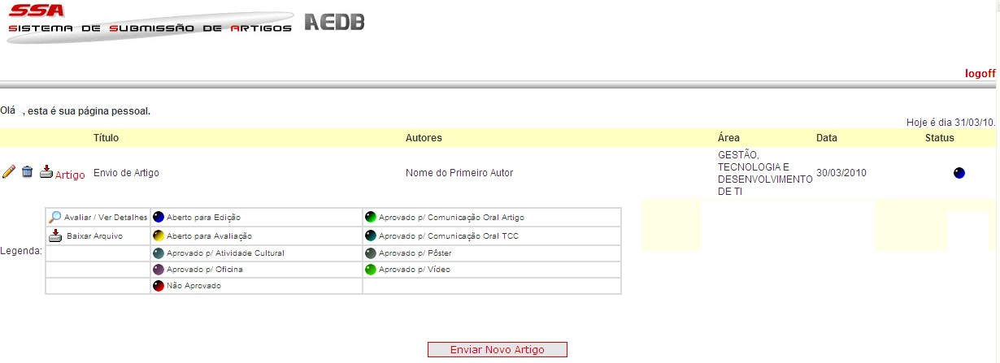 SSA
SISTEMA DE SUBMISSÃO DE ARTIGOS AEDB
logoff
Olá , esta é sua página pessoal.
Hoje é dia 31/03/10.
Título Autores Área Data Status
Artigo Envio de Artigo Nome do Primeiro Autor GESTÃO, TECNOLOGIA E DESENVOLVIMENTO DE TI 30/03/2010
Legenda:
Avaliar / Ver Detalhes Aberto para Edição Aprovado p/ Comunicação Oral Artigo
Baixar Arquivo Aberto para Avaliação Aprovado p/ Comunicação Oral TCC
Aprovado p/ Atividade Cultural Aprovado p/ Pôster
Aprovado p/ Oficina Aprovado p/ Vídeo
Não Aprovado
Enviar Novo Artigo